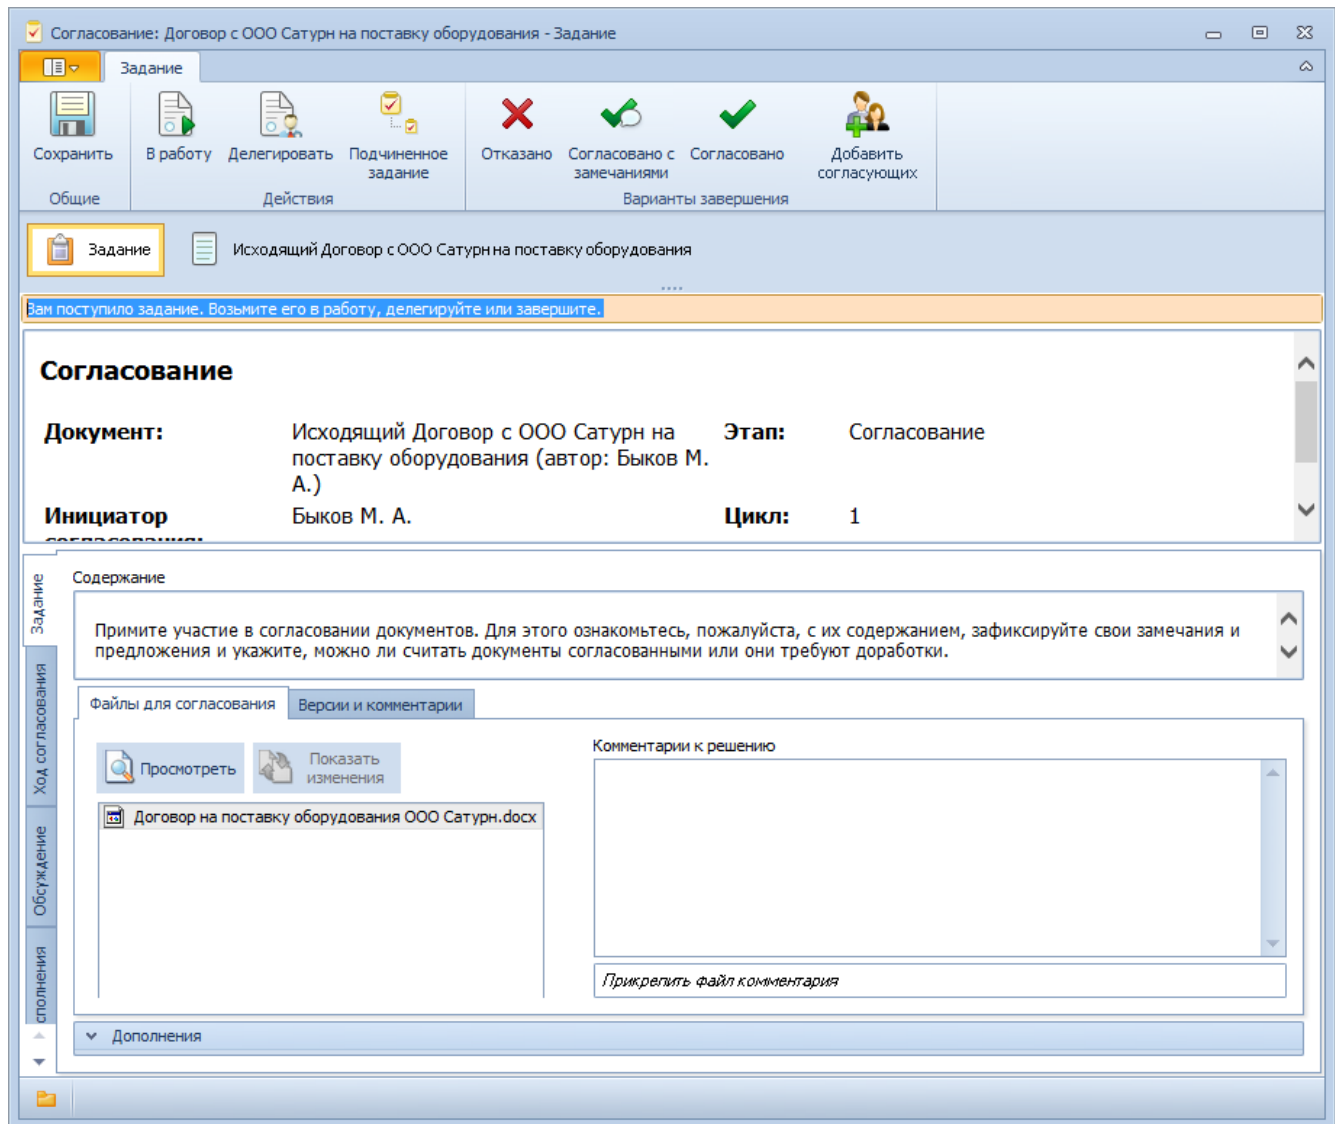 Согласование: Договор с ООО Сатурн на поставку оборудования - Задание
Задание
Сохранить
В работу
Делегировать
Подчиненное
задание
Отказано
Согласовано с
замечаниями
Согласовано
Добавить
согласующих
Общие
Действия
Варианты завершения
Задание
Исходящий Договор с ООО Сатурн на поставку оборудования
Вам поступило задание. Возьмите его в работу, делегируйте или завершите.
Согласование
Документ:
Исходящий Договор с ООО Сатурн на
поставку оборудования (автор: Быков М.
А.)
Этап:
Согласование
Инициатор
согласования:
Быков М. А.
Цикл:
1
Задание
Ход согласования
Обсуждение
сполнения
Содержание
Примите участие в согласовании документов. Для этого ознакомьтесь, пожалуйста, с их содержанием, зафиксируйте свои замечания и
предложения и укажите, можно ли считать документы согласованными или они требуют доработки.
Файлы для согласования
Версии и комментарии
Просмотреть
Показать
изменения
Договор на поставку оборудования ООО Сатурн.docx
Комментарии к решению
Прикрепить файл комментария
Дополнения